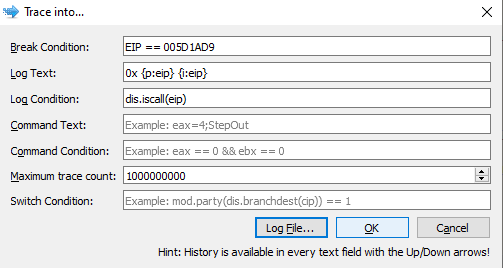 Trace into...
Break Condition: EIP == 005D1AD9
Log Text: 0x {p:eip} {i:eip}
Log Condition: dis.iscall(eip)
Command Text: Example: eax=4;StepOut
Command Condition: Example: eax == 0 && ebx == 0
Maximum trace count: 1000000000
Switch Condition: Example: mod.party(dis.branchdest(cip)) == 1
Log File... OK Cancel
Hint: History is available in every text field with the Up/Down arrows!